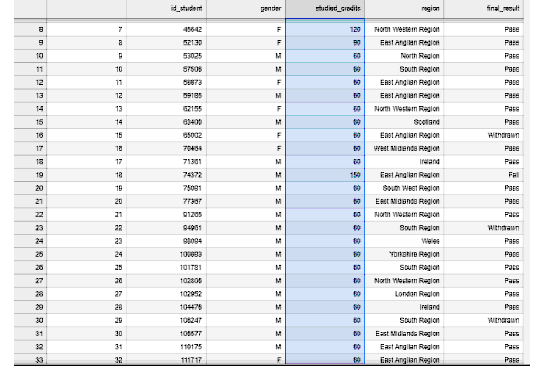 id_student gender studied_credits region final_result
8 7 45642 F 120 North Western Region Pass
9 8 52130 F 90 East Anglian Region Pass
10 9 53025 M 60 North Region Pass
11 10 57506 M 60 South Region Pass
12 11 58873 F 60 East Anglian Region Pass
13 12 59185 M 60 East Anglian Region Pass
14 13 62155 F 60 North Western Region Pass
15 14 63400 M 60 Scotland Pass
16 15 65002 F 60 East Anglian Region Withdrawn
17 16 70464 F 60 West Midlands Region Pass
18 17 71361 M 60 Ireland Pass
19 18 74372 M 150 East Anglian Region Fail
20 19 75091 M 60 South West Region Pass
21 20 77367 M 60 East Midlands Region Pass
22 21 91265 M 60 North Western Region Pass
23 22 94961 M 60 South Region Withdrawn
24 23 98094 M 60 Wales Pass
25 24 100893 M 60 Yorkshire Region Pass
26 25 101781 M 60 South Region Pass
27 26 102806 M 60 North Western Region Pass
28 27 102952 M 60 London Region Pass
29 28 104476 M 60 Ireland Pass
30 29 106247 M 60 South Region Withdrawn
31 30 106577 M 60 East Midlands Region Pass
32 31 110175 M 60 East Anglian Region Pass
33 32 111717 F 60 East Anglian Region Pass